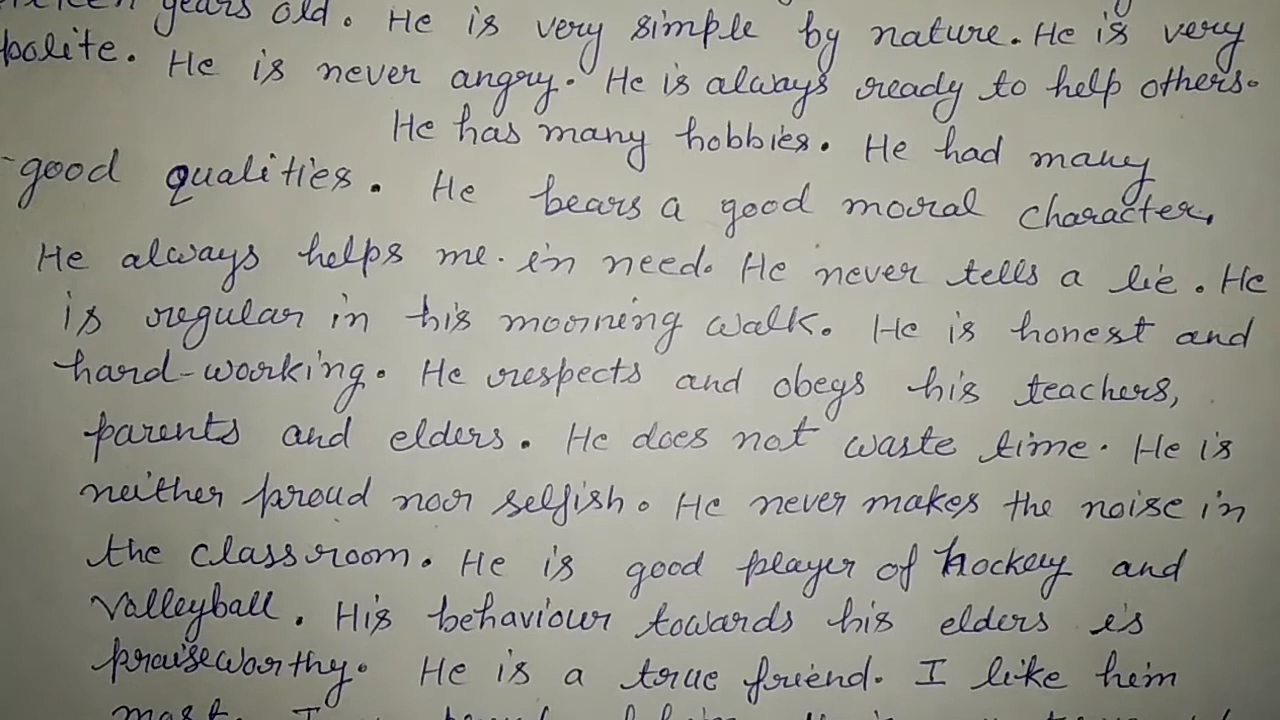 years old. He is very simple by nature. He is very
polite. He is never angry. He is always ready to help others.
He has many hobbies. He had many
good qualities. He bears a good moral character,
He always helps me. in need. He never tells a lie. He
is regular in his morning walk. He is honest and
hard-working. He respects and obeys his teachers,
parents and elders. He does not waste time. He is
neither proud nor selfish. He never makes the noise in
the classroom. He is good player of hockey and
Valleyball. His behaviour towards his elders is
praiseworthy. He is a true friend. I like him